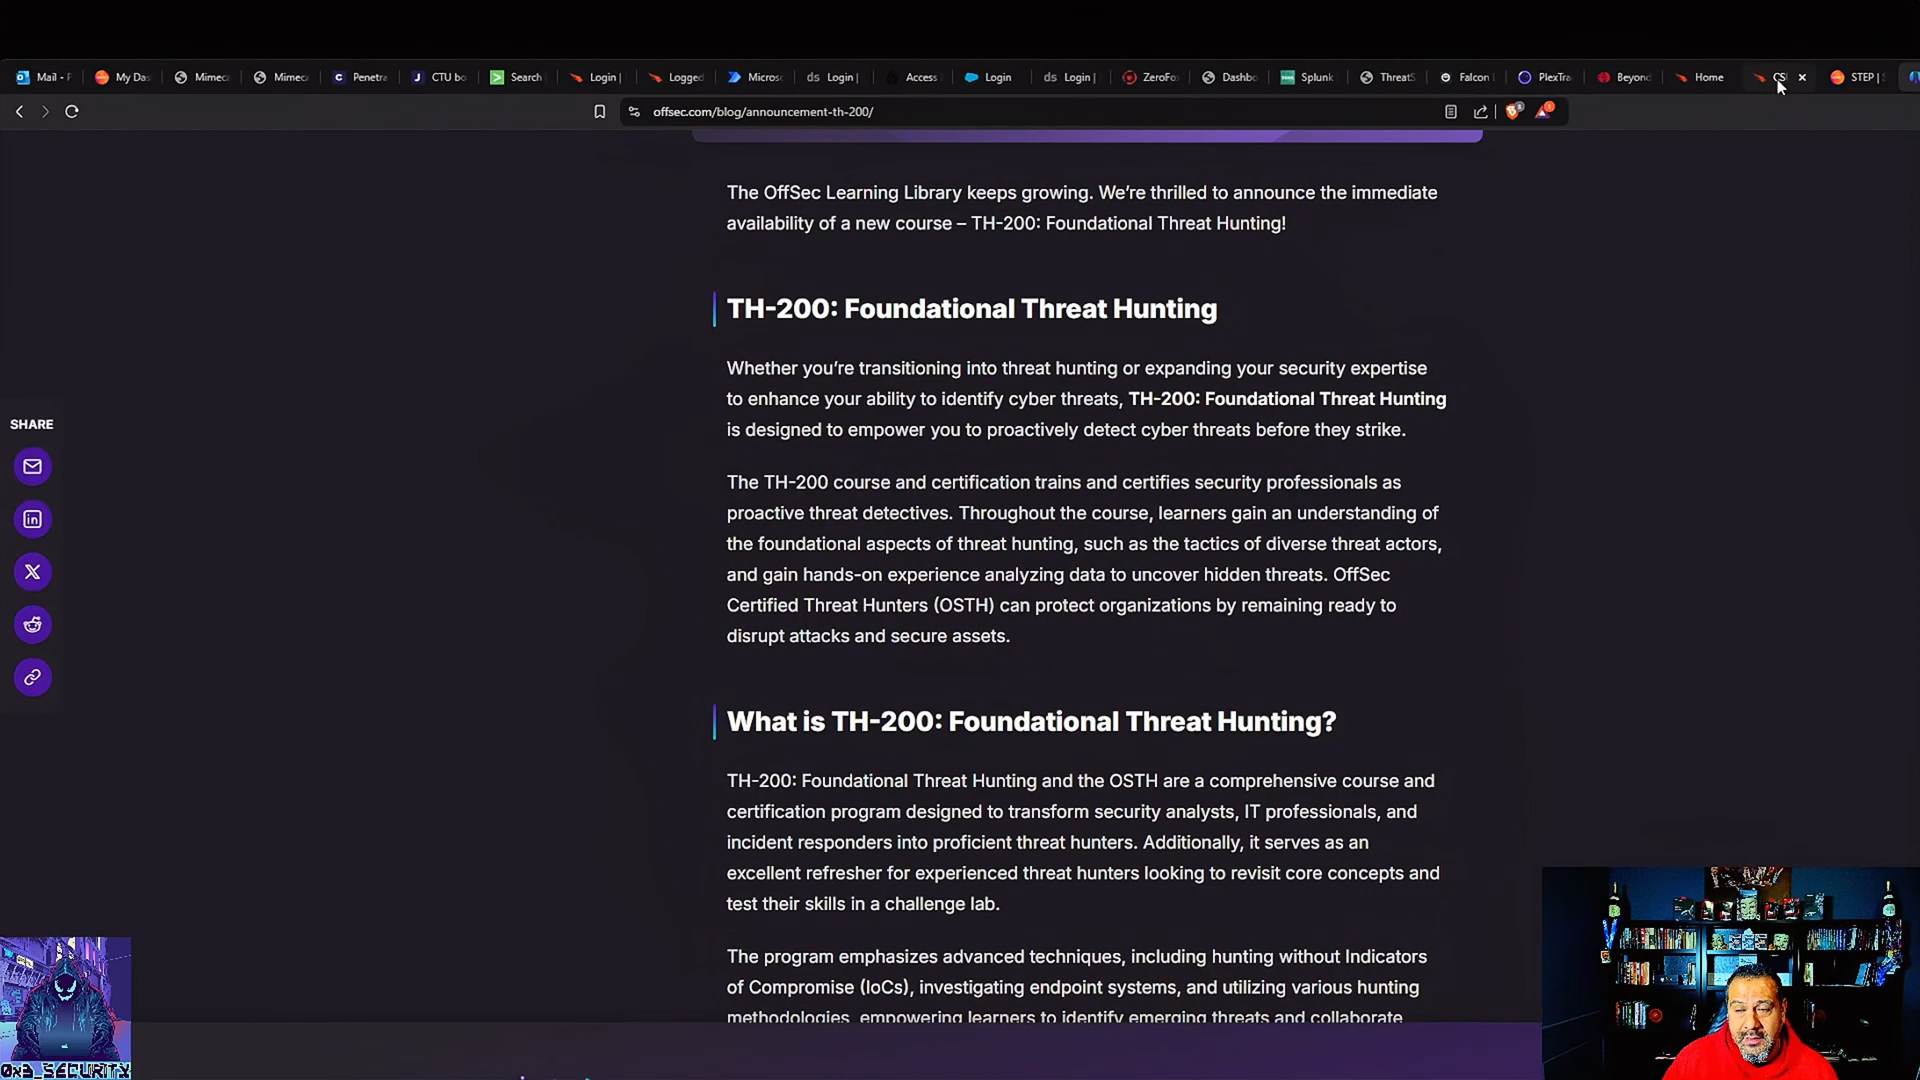 Mail - F
My Das
Mimec
Mimec
Penetra
CTU bo
Search
Login |
Logged
Micros
Login |
Access
Login
Login |
ZeroFo
Dashbo
Splunk
ThreatS
Falcon
PlexTra
Beyond
Home
CS
STEP | S
offsec.com/blog/announcement-th-200/
The OffSec Learning Library keeps growing. We're thrilled to announce the immediate
availability of a new course – TH-200: Foundational Threat Hunting!
TH-200: Foundational Threat Hunting
Whether you're transitioning into threat hunting or expanding your security expertise
to enhance your ability to identify cyber threats, TH-200: Foundational Threat Hunting
is designed to empower you to proactively detect cyber threats before they strike.
SHARE
The TH-200 course and certification trains and certifies security professionals as
proactive threat detectives. Throughout the course, learners gain an understanding of
the foundational aspects of threat hunting, such as the tactics of diverse threat actors,
and gain hands-on experience analyzing data to uncover hidden threats. OffSec
Certified Threat Hunters (OSTH) can protect organizations by remaining ready to
disrupt attacks and secure assets.
What is TH-200: Foundational Threat Hunting?
TH-200: Foundational Threat Hunting and the OSTH are a comprehensive course and
certification program designed to transform security analysts, IT professionals, and
incident responders into proficient threat hunters. Additionally, it serves as an
excellent refresher for experienced threat hunters looking to revisit core concepts and
test their skills in a challenge lab.
The program emphasizes advanced techniques, including hunting without Indicators
of Compromise (IoCs), investigating endpoint systems, and utilizing various hunting
methodologies, empowering learners to identify emerging threats and collaborate
0x3_SECURITY